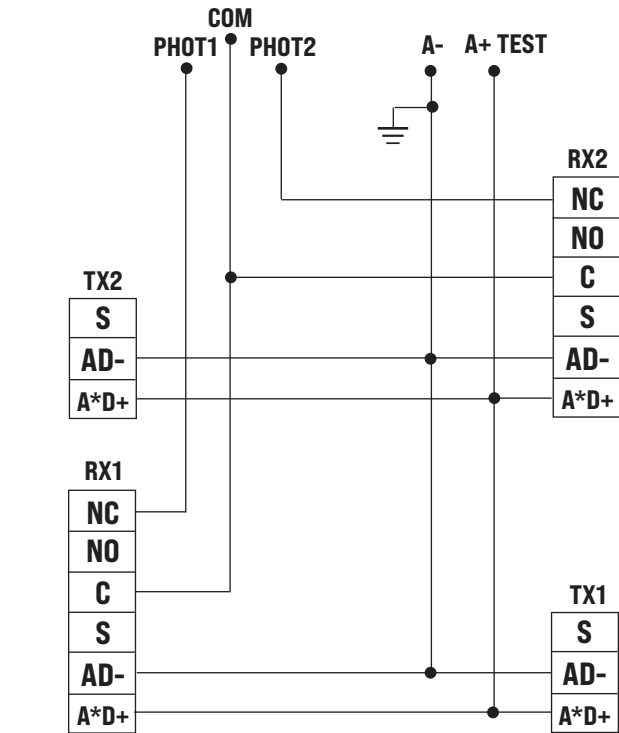 COM
PHOT1 PHOT2 A- A+ TEST
RX2
NC
NO
C
S
AD-
A*D+
TX2
S
AD-
A*D+
RX1
NC
NO
C
S
AD-
A*D+
TX1
S
AD-
A*D+